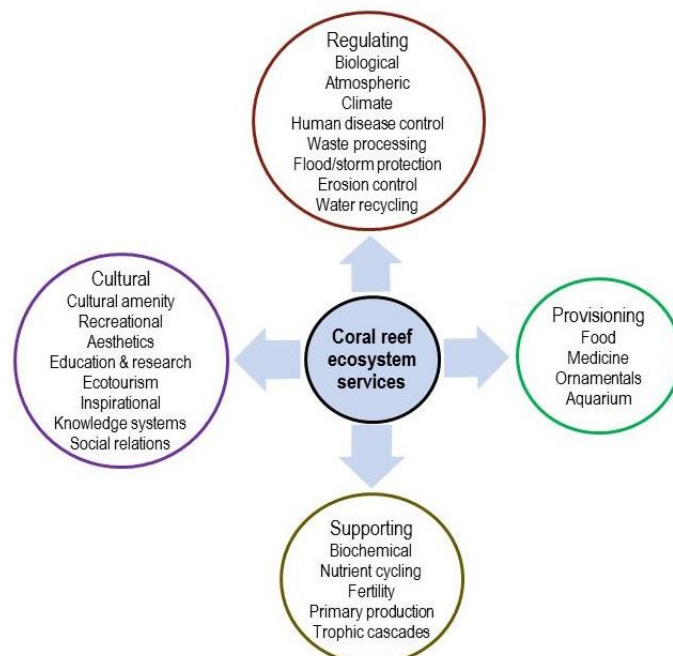 Regulating
Biological
Atmospheric
Climate
Human disease control
Waste processing
Flood/storm protection
Erosion control
Water recycling
Cultural
Cultural amenity
Recreational
Aesthetics
Education & research
Ecotourism
Inspirational
Knowledge systems
Social relations
Coral reef
ecosystem
services
Provisioning
Food
Medicine
Ornamentals
Aquarium
Supporting
Biochemical
Nutrient cycling
Fertility
Primary production
Trophic cascades